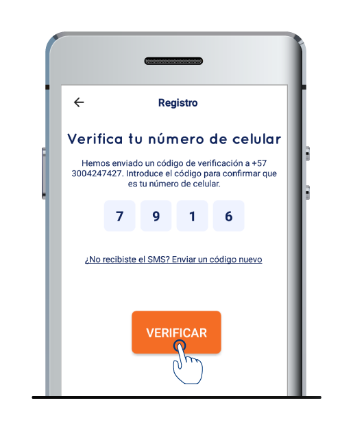 Registro
Verifica tu número de celular
Hemos enviado un código de verificación a +57
3004247427. Introduce el código para confirmar que
es tu número de celular.
7 9 1 6
¿No recibiste el SMS? Enviar un código nuevo
VERIFICAR